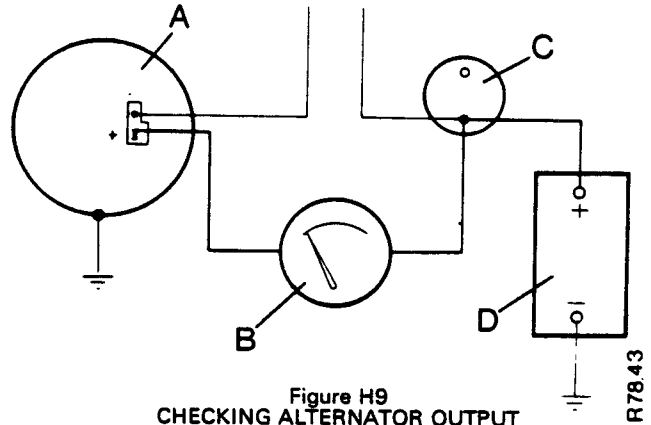 A
C
+
+
B
D
−
Figure H9
CHECKING ALTERNATOR OUTPUT
R78.43